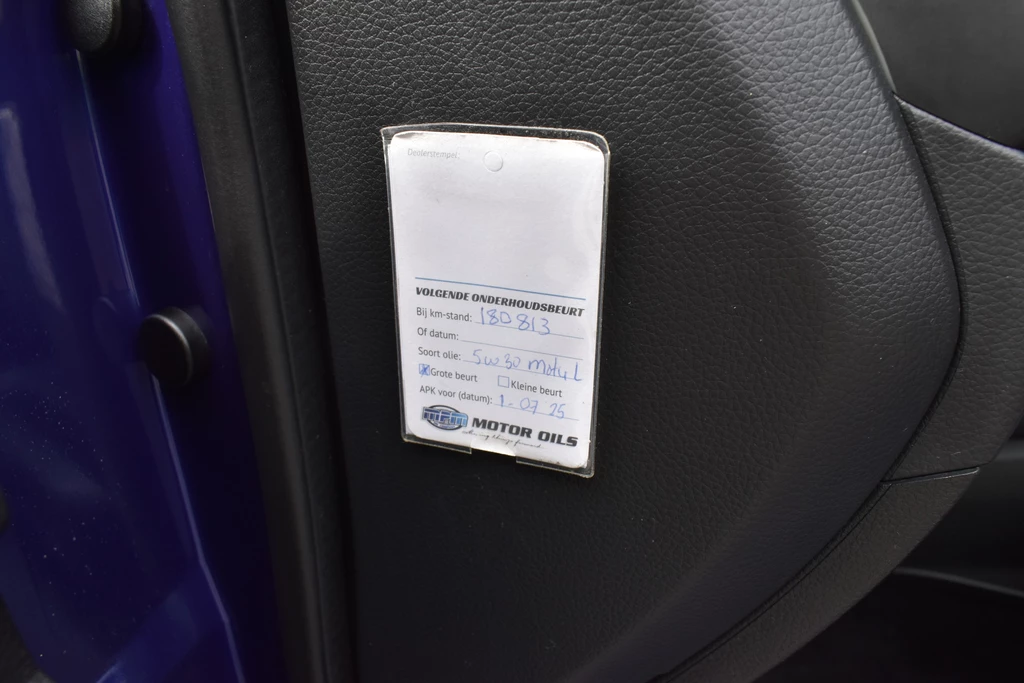 Dealerstempel:
VOLGENDE ONDERHOUDSBEURT
Bij km-stand: 180 813
Of datum:
Soort olie: 5w30 motul
Grote beurt Kleine beurt
APK voor (datum): 1-07 25
MOTOR OILS